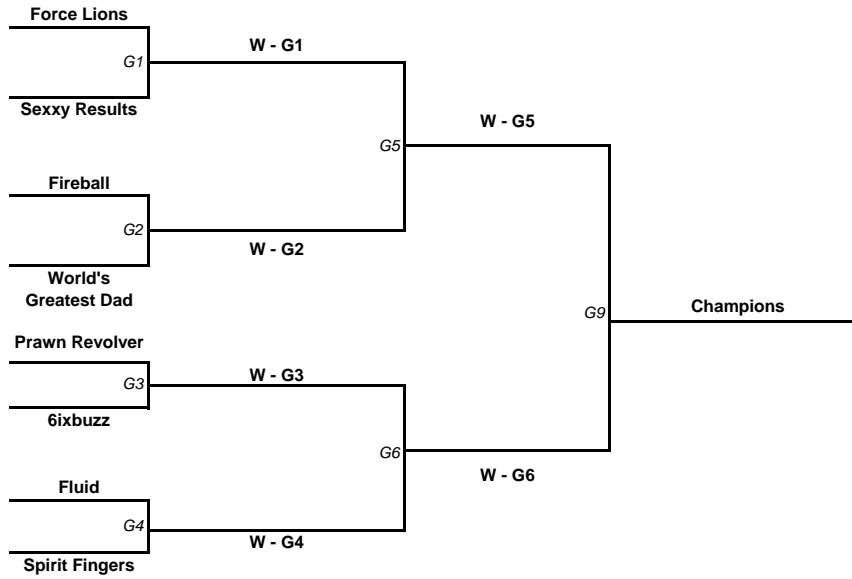 Force Lions
W - G1
G1
Sexxy Results
W - G5
G5
Fireball
G2
W - G2
World's
Greatest Dad
Champions
G9
Prawn Revolver
W - G3
G3
6ixbuzz
G6
W - G6
Fluid
G4
W - G4
Spirit Fingers